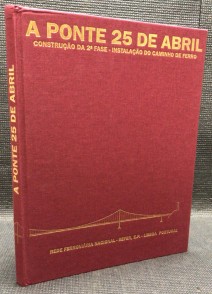 A PONTE 25 DE ABRIL
CONSTRUÇÃO DA 2ª FASE - INSTALAÇÃO DO CAMINHO DE FERRO
REDE FERROVIÁRIA NACIONAL - REFER, E.P. - LISBOA - PORTUGAL
A PONTE 25 DE ABRIL